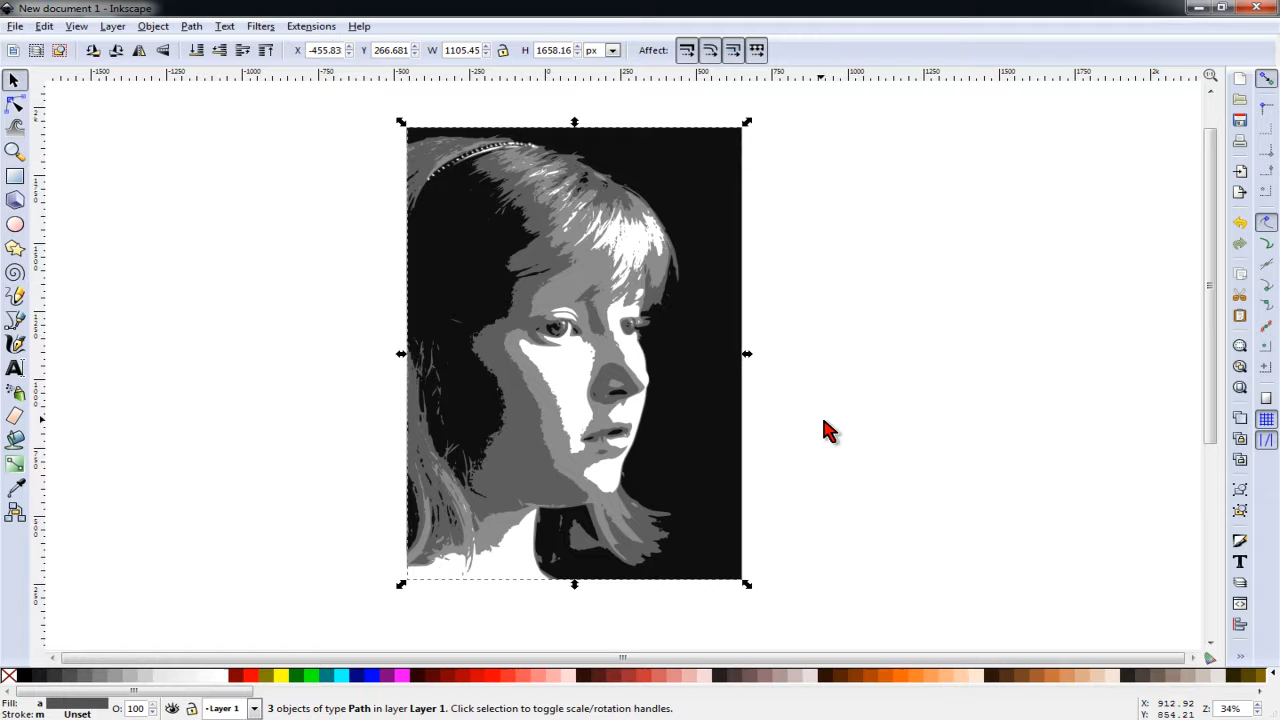 New document 1 - Inkscape
File Edit View Layer Object Path Text Filters Extensions Help
X -455.83 Y 266.681 W 1105.45 H 1658.16 px Affect:
-1500 -1250 -1000 -750 -500 -250 0 250 500 750 1000 1250 1500 1750 2k
Fill: a O: 100 Layer 1 3 objects of type Path in layer Layer 1. Click selection to toggle scale/rotation handles. X: 912.92 Z: 34%
Stroke: m Unset Y: 854.21